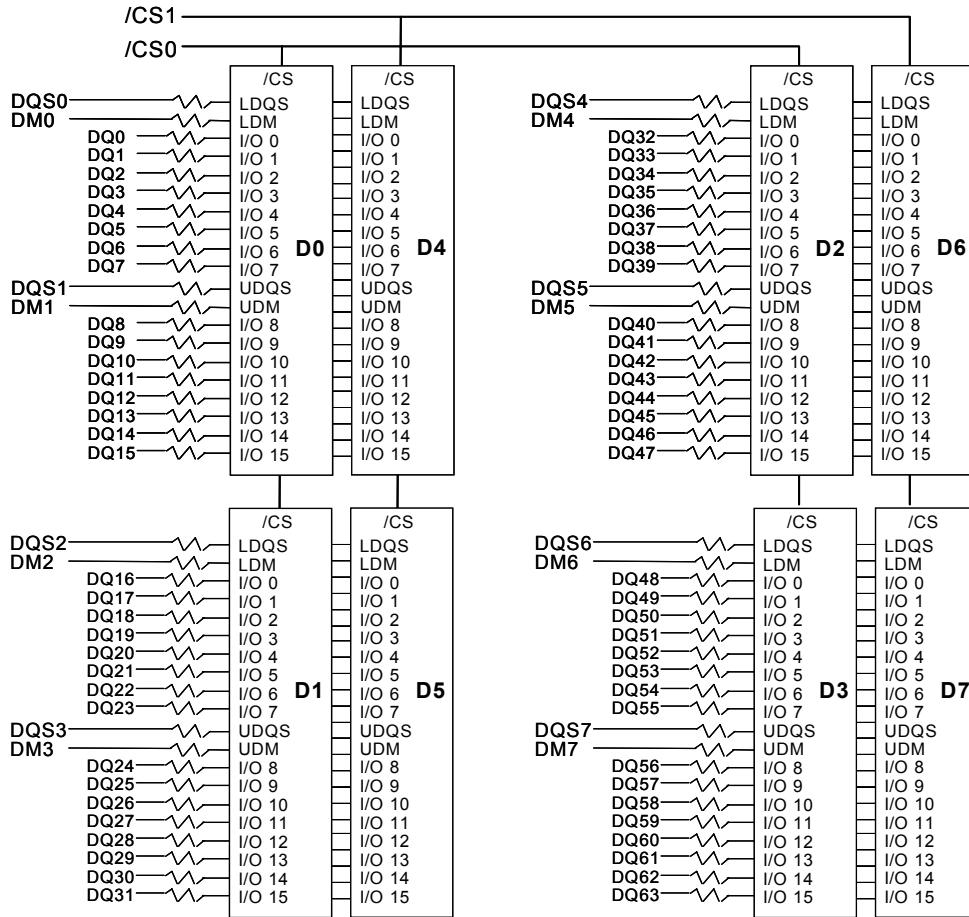 /CS1
/CS0
/CS /CS /CS /CS
DQS0 LDQS LDQS DQS4 LDQS LDQS
DM0 LDM LDM DM4 LDM LDM
DQ0 I/O 0 I/O 0 DQ32 I/O 0 I/O 0
DQ1 I/O 1 I/O 1 DQ33 I/O 1 I/O 1
DQ2 I/O 2 I/O 2 DQ34 I/O 2 I/O 2
DQ3 I/O 3 I/O 3 DQ35 I/O 3 I/O 3
DQ4 I/O 4 I/O 4 DQ36 I/O 4 I/O 4
DQ5 I/O 5 I/O 5 DQ37 I/O 5 I/O 5
DQ6 I/O 6 D0 I/O 6 D4 DQ38 I/O 6 D2 I/O 6 D6
DQ7 I/O 7 I/O 7 DQ39 I/O 7 I/O 7
DQS1 UDQS UDQS DQS5 UDQS UDQS
DM1 UDM UDM DM5 UDM UDM
DQ8 I/O 8 I/O 8 DQ40 I/O 8 I/O 8
DQ9 I/O 9 I/O 9 DQ41 I/O 9 I/O 9
DQ10 I/O 10 I/O 10 DQ42 I/O 10 I/O 10
DQ11 I/O 11 I/O 11 DQ43 I/O 11 I/O 11
DQ12 I/O 12 I/O 12 DQ44 I/O 12 I/O 12
DQ13 I/O 13 I/O 13 DQ45 I/O 13 I/O 13
DQ14 I/O 14 I/O 14 DQ46 I/O 14 I/O 14
DQ15 I/O 15 I/O 15 DQ47 I/O 15 I/O 15
/CS /CS /CS /CS
DQS2 LDQS LDQS DQS6 LDQS LDQS
DM2 LDM LDM DM6 LDM LDM
DQ16 I/O 0 I/O 0 DQ48 I/O 0 I/O 0
DQ17 I/O 1 I/O 1 DQ49 I/O 1 I/O 1
DQ18 I/O 2 I/O 2 DQ50 I/O 2 I/O 2
DQ19 I/O 3 I/O 3 DQ51 I/O 3 I/O 3
DQ20 I/O 4 I/O 4 DQ52 I/O 4 I/O 4
DQ21 I/O 5 I/O 5 DQ53 I/O 5 I/O 5
DQ22 I/O 6 D1 I/O 6 D5 DQ54 I/O 6 D3 I/O 6 D7
DQ23 I/O 7 I/O 7 DQ55 I/O 7 I/O 7
DQS3 UDQS UDQS DQS7 UDQS UDQS
DM3 UDM UDM DM7 UDM UDM
DQ24 I/O 8 I/O 8 DQ56 I/O 8 I/O 8
DQ25 I/O 9 I/O 9 DQ57 I/O 9 I/O 9
DQ26 I/O 10 I/O 10 DQ58 I/O 10 I/O 10
DQ27 I/O 11 I/O 11 DQ59 I/O 11 I/O 11
DQ28 I/O 12 I/O 12 DQ60 I/O 12 I/O 12
DQ29 I/O 13 I/O 13 DQ61 I/O 13 I/O 13
DQ30 I/O 14 I/O 14 DQ62 I/O 14 I/O 14
DQ31 I/O 15 I/O 15 DQ63 I/O 15 I/O 15